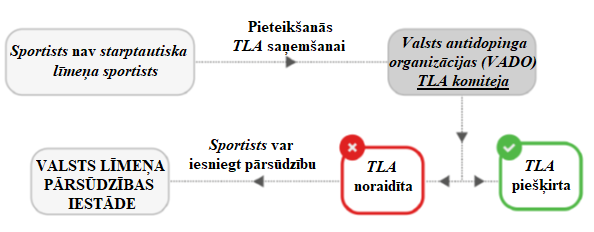 Sportists nav starptautiska
līmeņa sportists
Pieteikšanās
TLA saņemšanai
Valsts antidopinga
organizācijas (VADO)
TLA komiteja
TLA
piešķirta
TLA
noraidīta
Sportists var
iesniegt pārsūdzību
VALSTS LĪMEŅA
PĀRSŪDZĪBAS
IESTĀDE